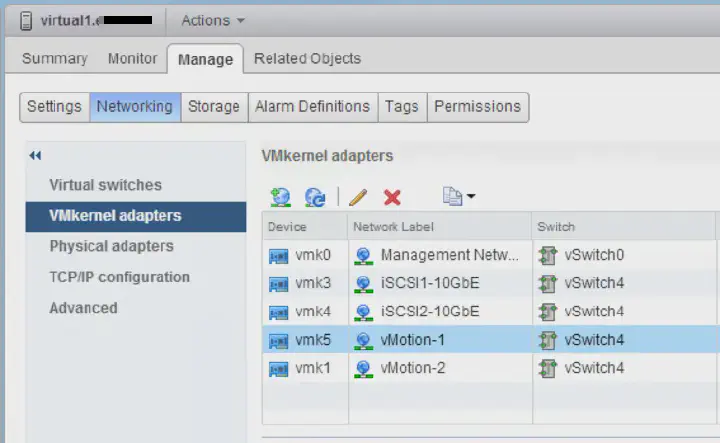 virtual1. Actions
Summary Monitor Manage Related Objects
Settings Networking Storage Alarm Definitions Tags Permissions
VMkernel adapters
Virtual switches
VMkernel adapters
Physical adapters
TCP/IP configuration
Advanced
Device Network Label Switch
vmk0 Management Netw... vSwitch0
vmk3 iSCSI1-10GbE vSwitch4
vmk4 iSCSI2-10GbE vSwitch4
vmk5 vMotion-1 vSwitch4
vmk1 vMotion-2 vSwitch4